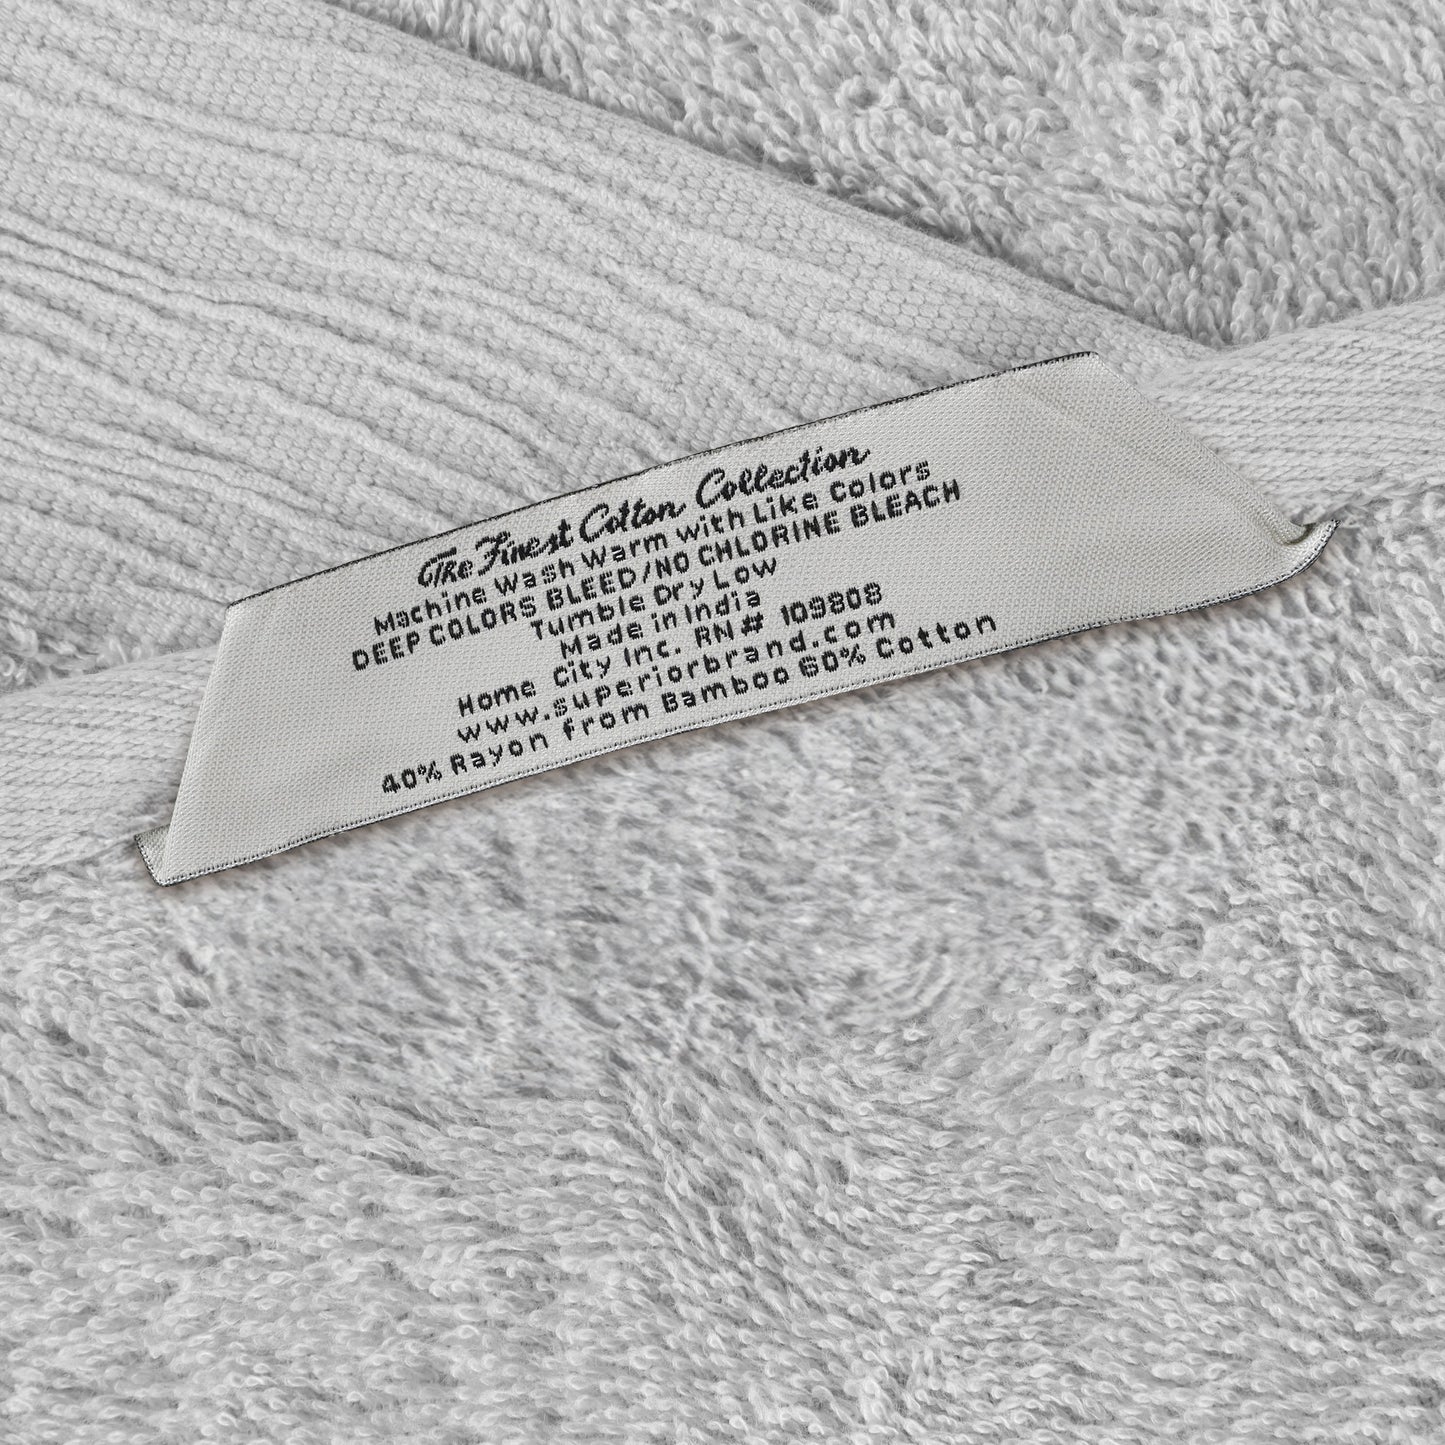 The Finest Cotton Collection
Machine Wash Warm with Like Colors
DEEP COLORS BLEED/NO CHLORINE BLEACH
Tumble Dry Low
Made in India
Home City Inc. RN# 109808
www.superiorbrand.com
40% Rayon from Bamboo 60% Cotton